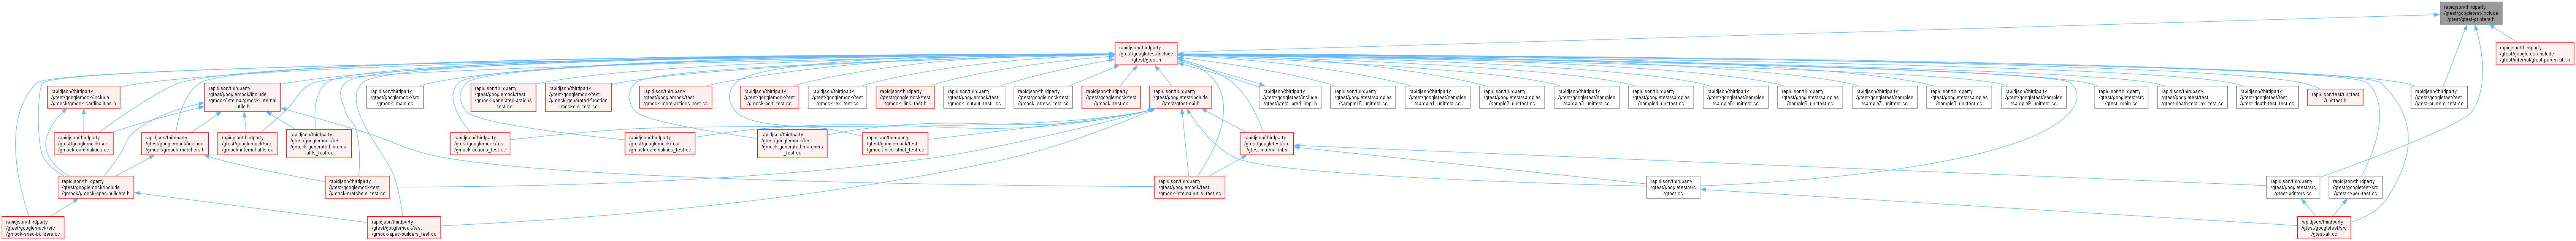 rapidjson/thirdparty
/gtest/googletest/include
/gtest/gtest-printers.h
rapidjson/thirdparty
/gtest/googletest/include
/gtest/gtest.h
rapidjson/thirdparty
/gtest/googletest/include
/gtest/internal/gtest-param-util.h
rapidjson/thirdparty
/gtest/googlemock/include
/gmock/gmock-cardinalities.h
rapidjson/thirdparty
/gtest/googlemock/include
/gmock/internal/gmock-internal
-utils.h
rapidjson/thirdparty
/gtest/googlemock/src
/gmock_main.cc
rapidjson/thirdparty
/gtest/googlemock/test
/gmock-generated-actions
_test.cc
rapidjson/thirdparty
/gtest/googlemock/test
/gmock-generated-function
-mockers_test.cc
rapidjson/thirdparty
/gtest/googlemock/test
/gmock-more-actions_test.cc
rapidjson/thirdparty
/gtest/googlemock/test
/gmock-port_test.cc
rapidjson/thirdparty
/gtest/googlemock/test
/gmock_ex_test.cc
rapidjson/thirdparty
/gtest/googlemock/test
/gmock_link_test.h
rapidjson/thirdparty
/gtest/googlemock/test
/gmock_output_test_.cc
rapidjson/thirdparty
/gtest/googlemock/test
/gmock_stress_test.cc
rapidjson/thirdparty
/gtest/googlemock/test
/gmock_test.cc
rapidjson/thirdparty
/gtest/googletest/include
/gtest/gtest-spi.h
rapidjson/thirdparty
/gtest/googletest/include
/gtest/gtest_pred_impl.h
rapidjson/thirdparty
/gtest/googletest/samples
/sample10_unittest.cc
rapidjson/thirdparty
/gtest/googletest/samples
/sample1_unittest.cc
rapidjson/thirdparty
/gtest/googletest/samples
/sample2_unittest.cc
rapidjson/thirdparty
/gtest/googletest/samples
/sample3_unittest.cc
rapidjson/thirdparty
/gtest/googletest/samples
/sample4_unittest.cc
rapidjson/thirdparty
/gtest/googletest/samples
/sample5_unittest.cc
rapidjson/thirdparty
/gtest/googletest/samples
/sample6_unittest.cc
rapidjson/thirdparty
/gtest/googletest/samples
/sample7_unittest.cc
rapidjson/thirdparty
/gtest/googletest/samples
/sample8_unittest.cc
rapidjson/thirdparty
/gtest/googletest/samples
/sample9_unittest.cc
rapidjson/thirdparty
/gtest/googletest/src
/gtest_main.cc
rapidjson/thirdparty
/gtest/googletest/test
/gtest-death-test_ex_test.cc
rapidjson/thirdparty
/gtest/googletest/test
/gtest-death-test_test.cc
rapidjson/test/unittest
/unittest.h
rapidjson/thirdparty
/gtest/googletest/test
/gtest-printers_test.cc
rapidjson/thirdparty
/gtest/googlemock/src
/gmock-cardinalities.cc
rapidjson/thirdparty
/gtest/googlemock/include
/gmock/gmock-matchers.h
rapidjson/thirdparty
/gtest/googlemock/src
/gmock-internal-utils.cc
rapidjson/thirdparty
/gtest/googlemock/test
/gmock-generated-internal
-utils_test.cc
rapidjson/thirdparty
/gtest/googlemock/test
/gmock-actions_test.cc
rapidjson/thirdparty
/gtest/googlemock/test
/gmock-cardinalities_test.cc
rapidjson/thirdparty
/gtest/googlemock/test
/gmock-generated-matchers
_test.cc
rapidjson/thirdparty
/gtest/googlemock/test
/gmock-nice-strict_test.cc
rapidjson/thirdparty
/gtest/googletest/src
/gtest-internal-inl.h
rapidjson/thirdparty
/gtest/googlemock/include
/gmock/gmock-spec-builders.h
rapidjson/thirdparty
/gtest/googlemock/test
/gmock-matchers_test.cc
rapidjson/thirdparty
/gtest/googlemock/test
/gmock-internal-utils_test.cc
rapidjson/thirdparty
/gtest/googletest/src
/gtest.cc
rapidjson/thirdparty
/gtest/googletest/src
/gtest-printers.cc
rapidjson/thirdparty
/gtest/googletest/src
/gtest-typed-test.cc
rapidjson/thirdparty
/gtest/googlemock/src
/gmock-spec-builders.cc
rapidjson/thirdparty
/gtest/googlemock/test
/gmock-spec-builders_test.cc
rapidjson/thirdparty
/gtest/googletest/src
/gtest-all.cc